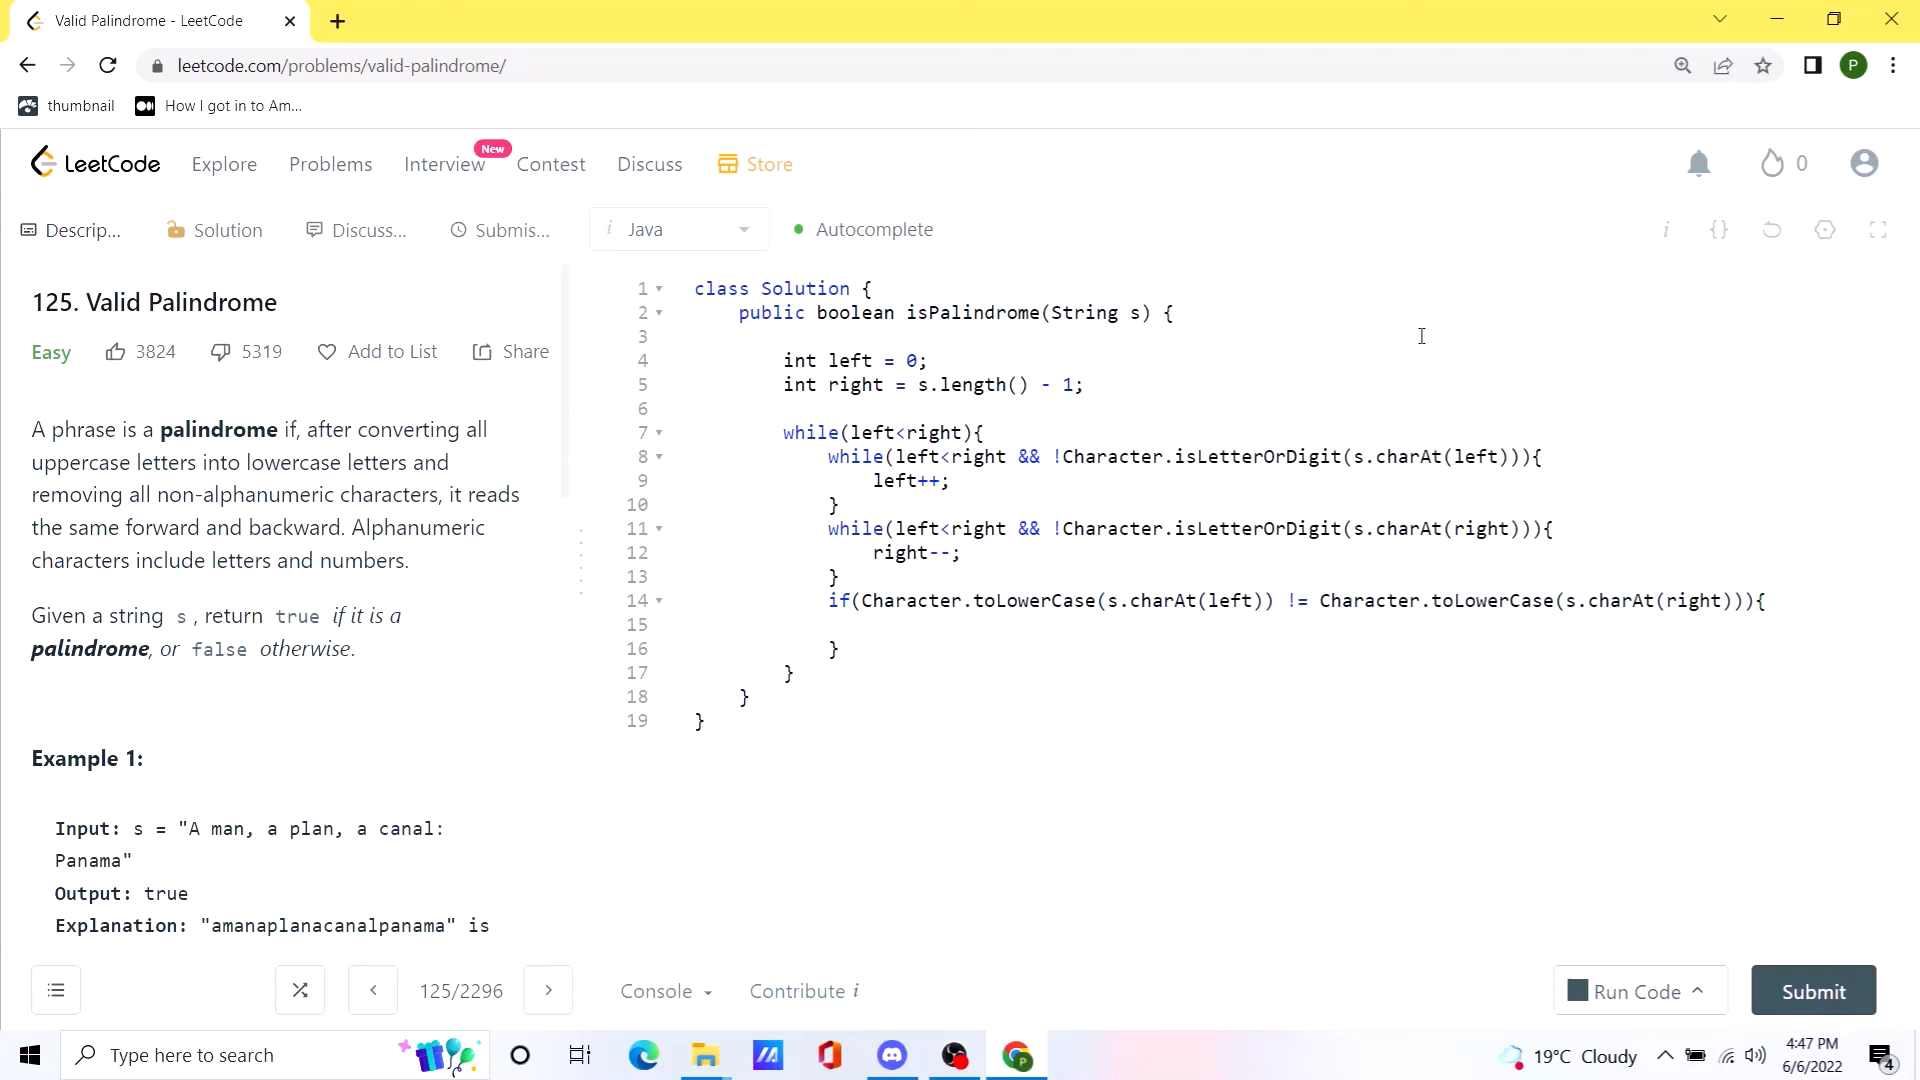 Valid Palindrome - LeetCode
leetcode.com/problems/valid-palindrome/
P
thumbnail
How I got in to Am...
LeetCode
Explore
Problems
Interview
New
Contest
Discuss
Store
0
Descrip...
Solution
Discuss...
Submis...
i Java
Autocomplete
i {}
125. Valid Palindrome
Easy
3824
5319
Add to List
Share
A phrase is a palindrome if, after converting all
uppercase letters into lowercase letters and
removing all non-alphanumeric characters, it reads
the same forward and backward. Alphanumeric
characters include letters and numbers.
Given a string s , return true if it is a
palindrome, or false otherwise.
Example 1:
Input: s = "A man, a plan, a canal:
Panama"
Output: true
Explanation: "amanaplanacanalpanama" is
1 class Solution {
2 public boolean isPalindrome(String s) {
3
4 int left = 0;
5 int right = s.length() - 1;
6
7 while(left<right){
8 while(left<right && !Character.isLetterOrDigit(s.charAt(left))){
9 left++;
10 }
11 while(left<right && !Character.isLetterOrDigit(s.charAt(right))){
12 right--;
13 }
14 if(Character.toLowerCase(s.charAt(left)) != Character.toLowerCase(s.charAt(right))){
15
16 }
17 }
18 }
19 }
125/2296
Console
Contribute i
Run Code
Submit
Type here to search
P
19°C Cloudy
4:47 PM
6/6/2022
4